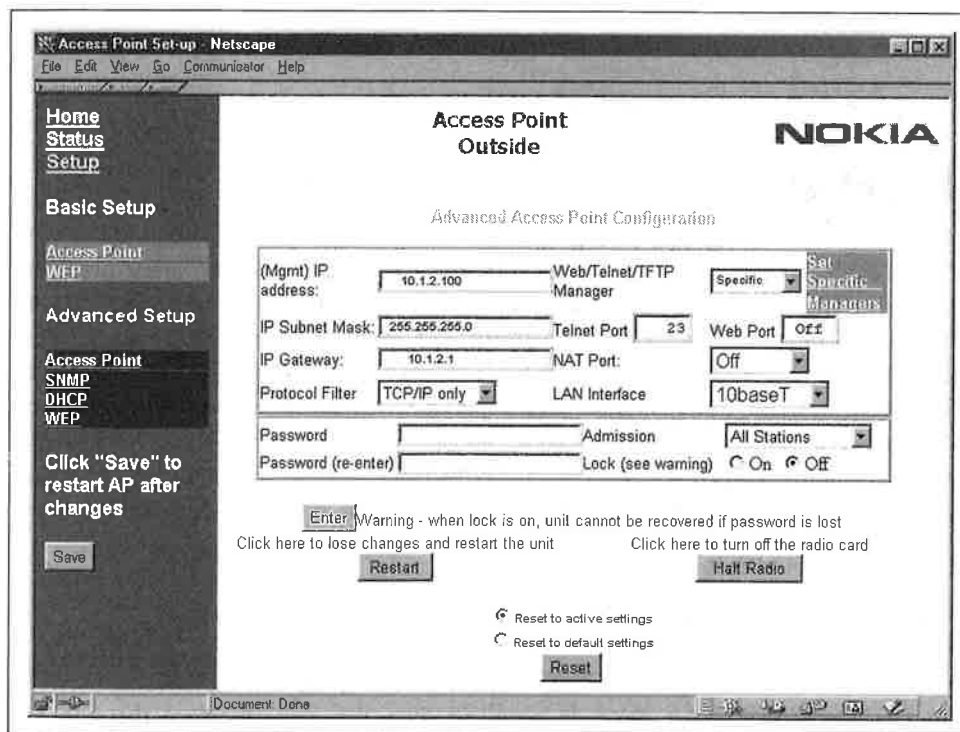 Access Point Set-up - Netscape
File Edit View Go Communicator Help
Home
Status
Setup
Basic Setup
Access Point
WEP
Advanced Setup
Access Point
SNMP
DHCP
WEP
Click "Save" to
restart AP after
changes
Save
Access Point
Outside
NOKIA
Advanced Access Point Configuration
(Mgmt) IP address: 10.1.2.100 Web/Telnet/TFTP Manager Specific Set Specific Managers
IP Subnet Mask: 255.255.255.0 Telnet Port 23 Web Port Off
IP Gateway: 10.1.2.1 NAT Port: Off
Protocol Filter TCP/IP only LAN Interface 10baseT
Password Admission All Stations
Password (re-enter) Lock (see warning) On Off
Enter Warning - when lock is on, unit cannot be recovered if password is lost
Click here to lose changes and restart the unit Click here to turn off the radio card
Restart Halt Radio
Reset to active settings
Reset to default settings
Reset
Document: Done